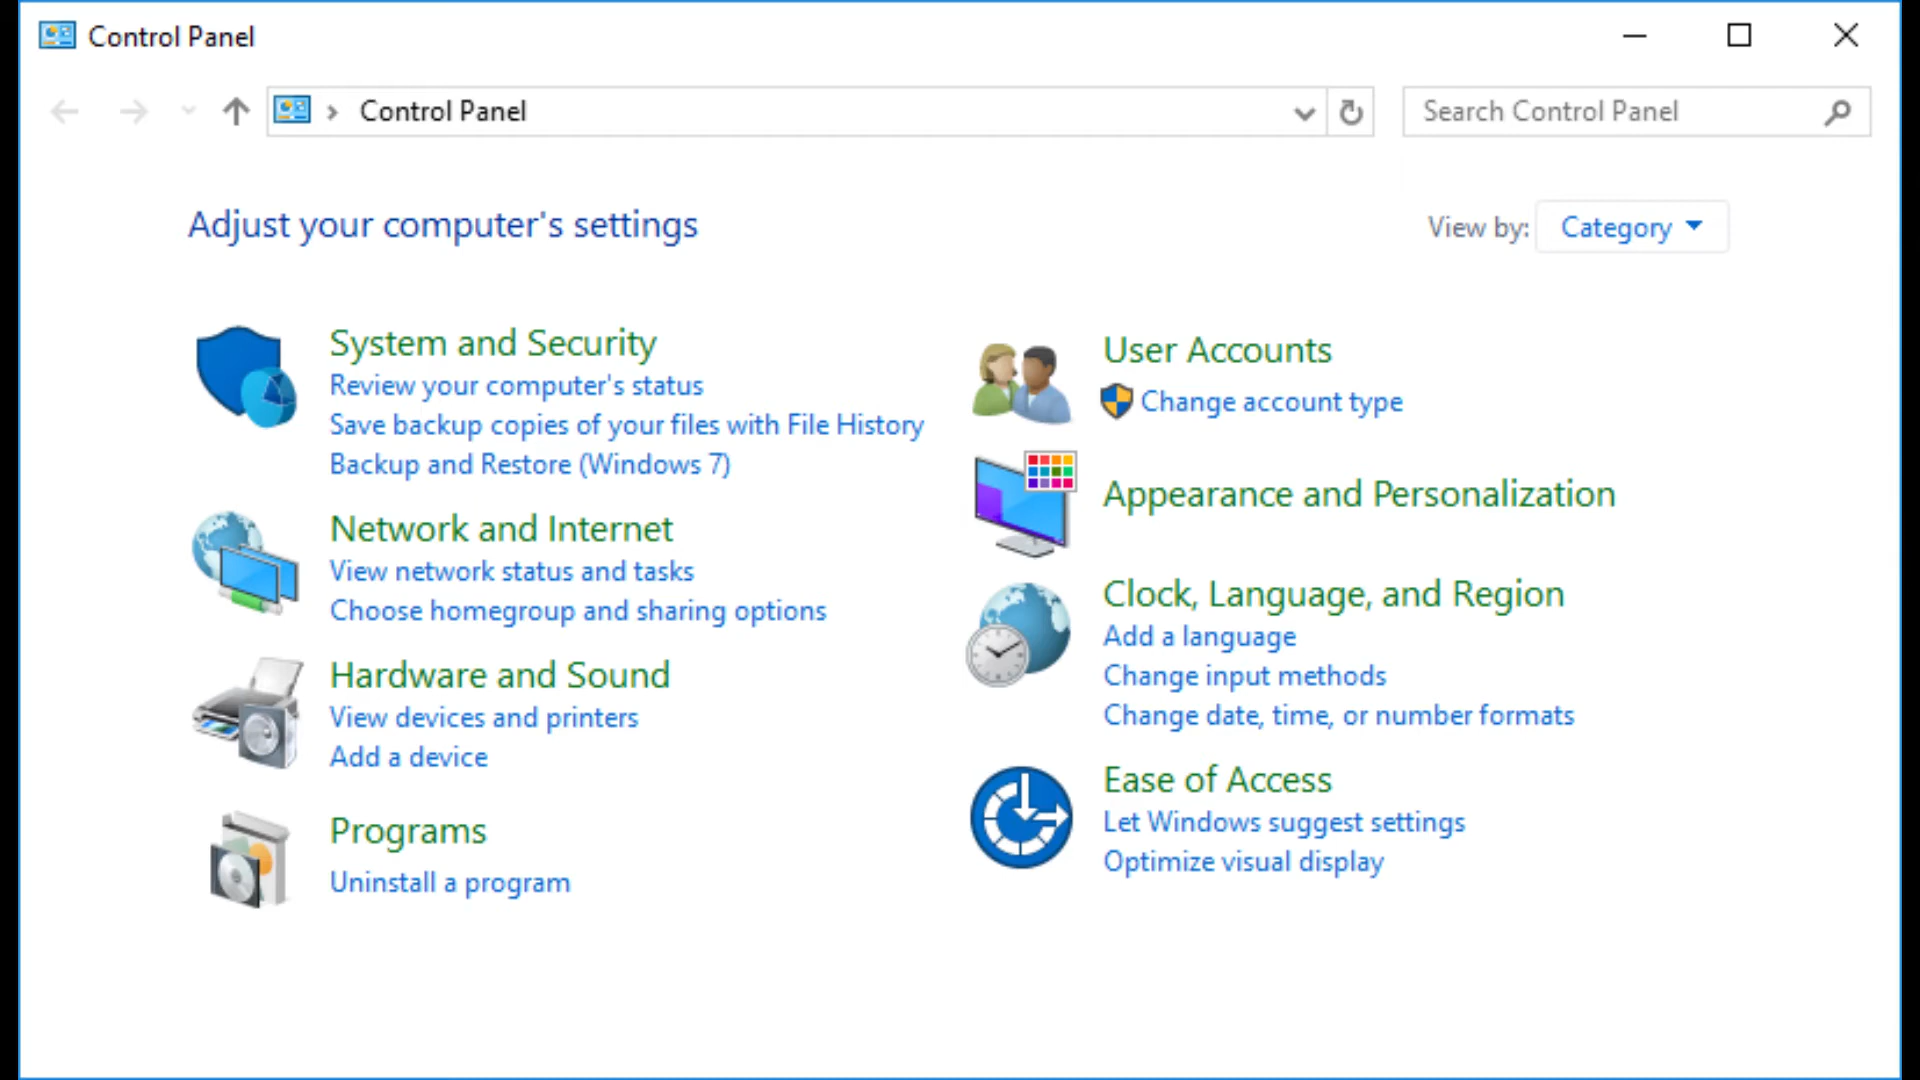 Control Panel
Control Panel
Search Control Panel
Adjust your computer's settings
View by: Category
System and Security
Review your computer's status
Save backup copies of your files with File History
Backup and Restore (Windows 7)
Network and Internet
View network status and tasks
Choose homegroup and sharing options
Hardware and Sound
View devices and printers
Add a device
Programs
Uninstall a program
User Accounts
Change account type
Appearance and Personalization
Clock, Language, and Region
Add a language
Change input methods
Change date, time, or number formats
Ease of Access
Let Windows suggest settings
Optimize visual display